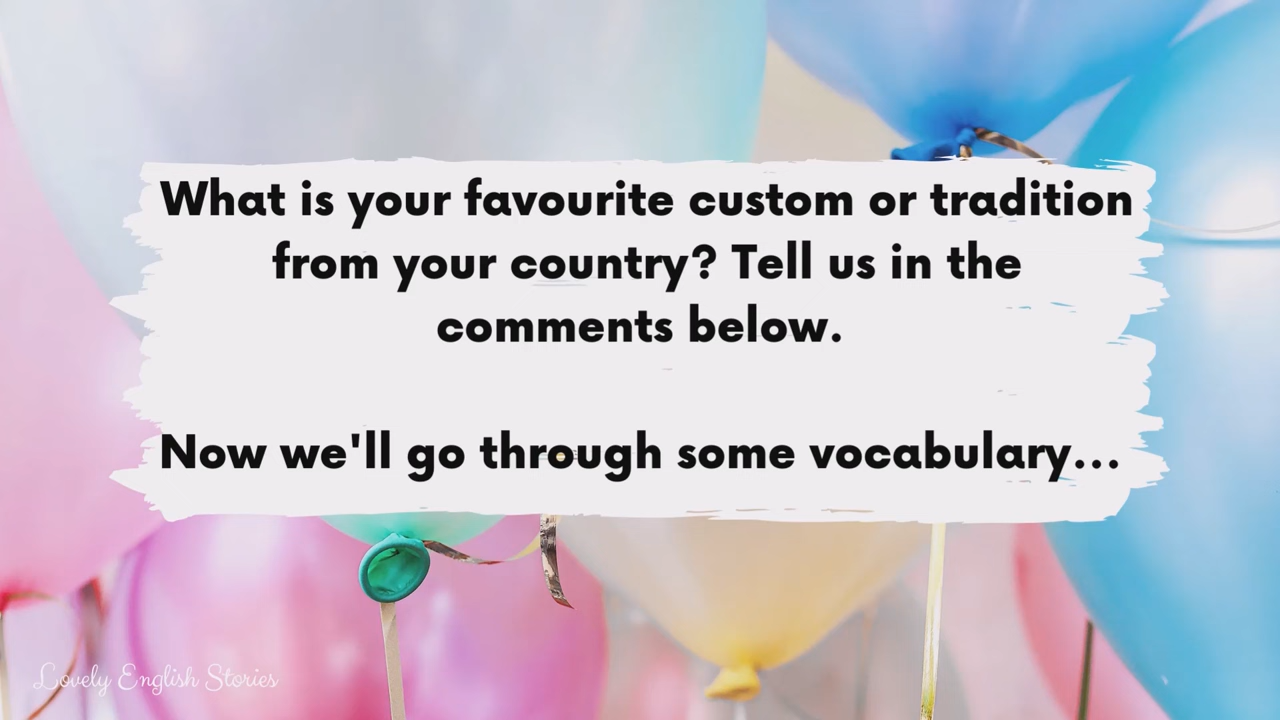 What is your favourite custom or tradition
from your country? Tell us in the
comments below.
Now we'll go through some vocabulary...
Lovely English Stories